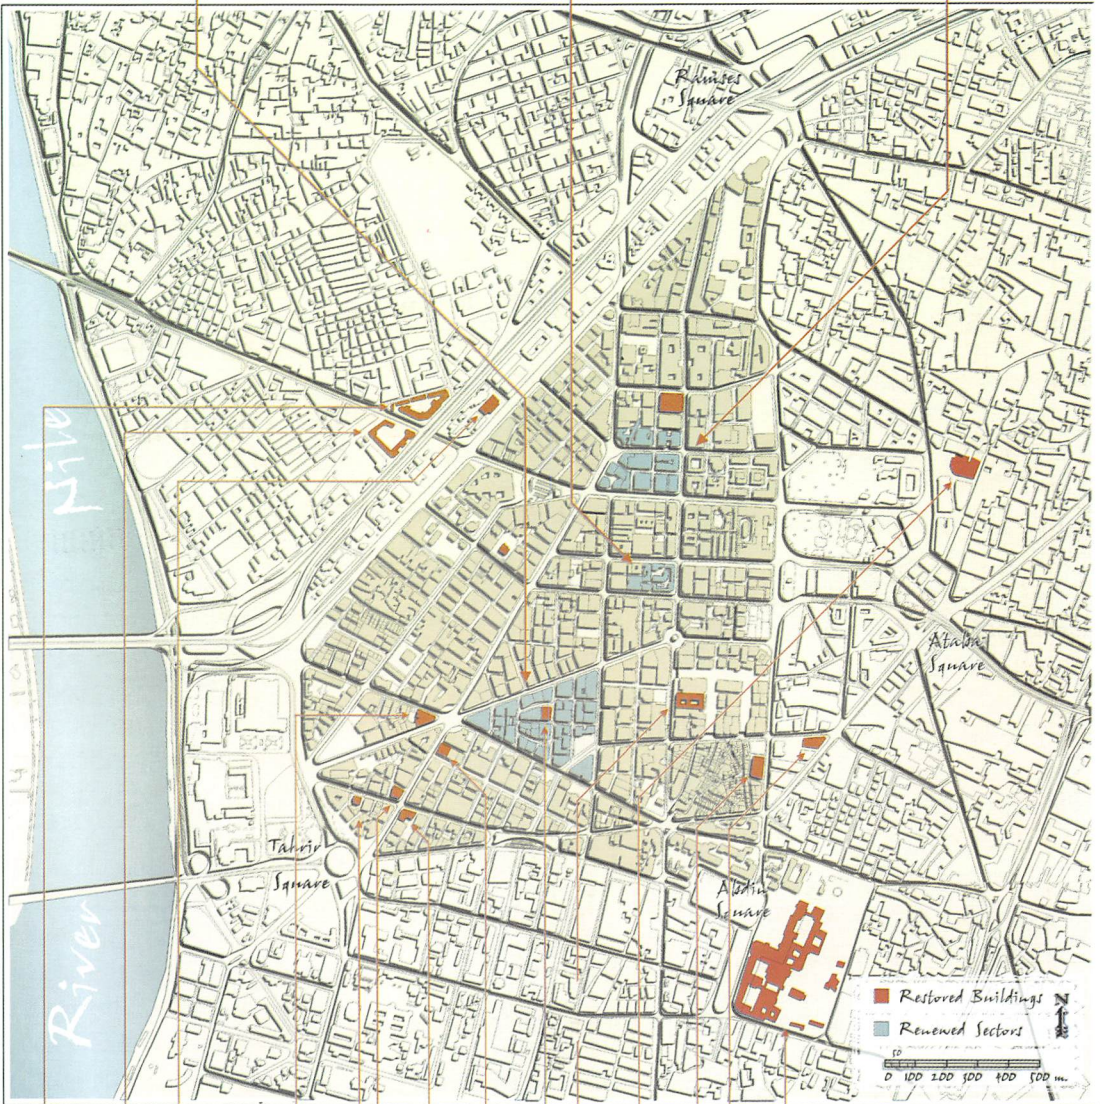 Ramses
Square
Nile
Ataba
Square
Tahrir
Square
Abdin
Square
River
Restored Buildings
N
Renewed Sectors
50
0 100 200 300 400 500 m.